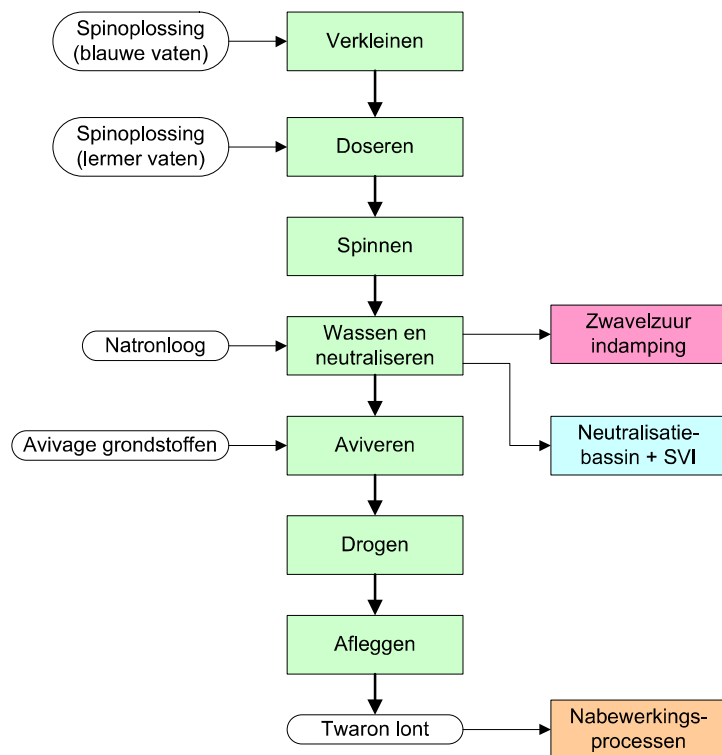 Spinoplossing
(blauwe vaten)
Verkleinen
Spinoplossing
(lermer vaten)
Doseren
Spinnen
Natronloog
Wassen en
neutraliseren
Zwavelzuur
indamping
Avivage grondstoffen
Aviveren
Neutralisatie-
bassin + SVI
Drogen
Afleggen
Twaron lont
Nabewerkings-
processen